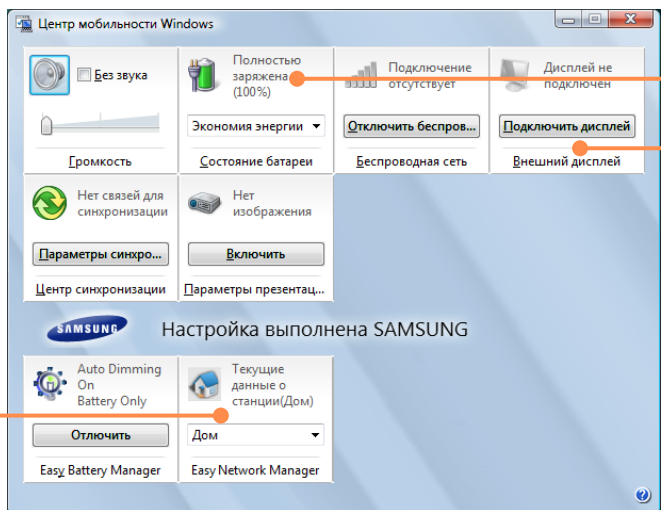 Центр мобильности Windows
Без звука
Громкость
Полностью
заряжена
(100%)
Экономия энергии
Состояние батареи
Подключение
отсутствует
Отключить беспров...
Беспроводная сеть
Дисплей не
подключен
Подключить дисплей
Внешний дисплей
Нет связей для
синхронизации
Параметры синхро...
Центр синхронизации
Нет
изображения
Включить
Параметры презентац...
SAMSUNG
Настройка выполнена SAMSUNG
Auto Dimming
On
Battery Only
Отлючить
Easy Battery Manager
Текущие
данные о
станции(Дом)
Дом
Easy Network Manager